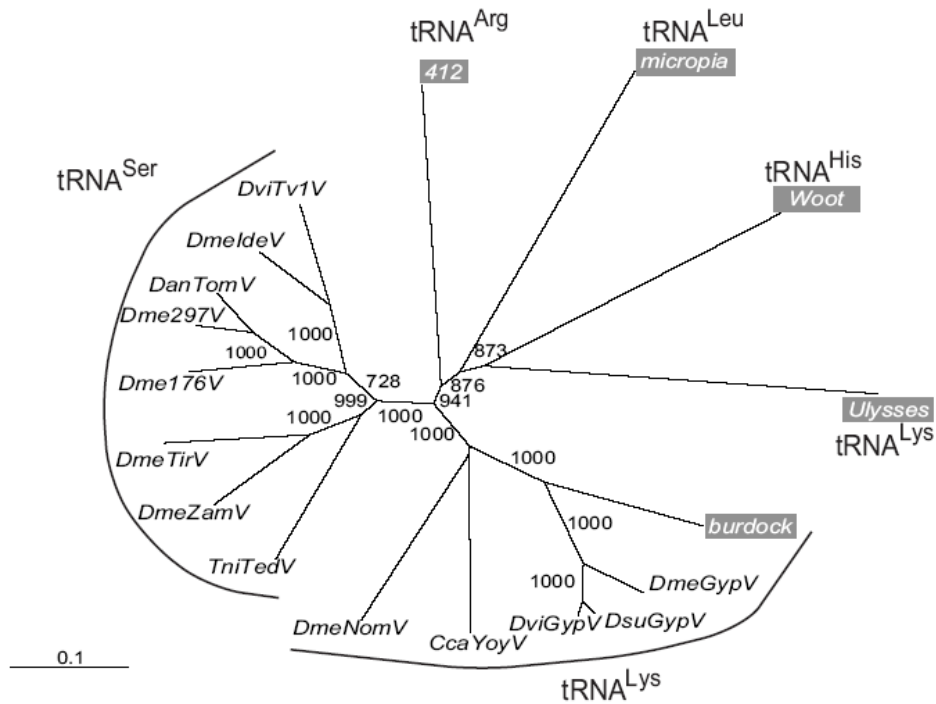 tRNA^Arg
tRNA^Leu
412
micropia
tRNA^His
Woot
tRNA^Ser
DviTv1V
DmeIdeV
DanTomV
Dme297V
1000
873
1000
Dme176V
1000
728
876
999
1000
941
Ulysses
1000
1000
tRNA^Lys
DmeTirV
1000
DmeZamV
1000
burdock
TniTedV
1000
DmeGypV
DmeNomV
DviGypV
DsuGypV
CcaYoyV
0.1
tRNA^Lys